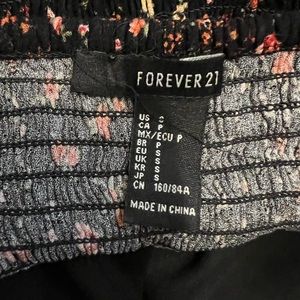 FOREVER 21
US S
CA P
MX/ECU P
BR P
EU S
UK S
KR S
JP S
CN 160/84A
MADE IN CHINA